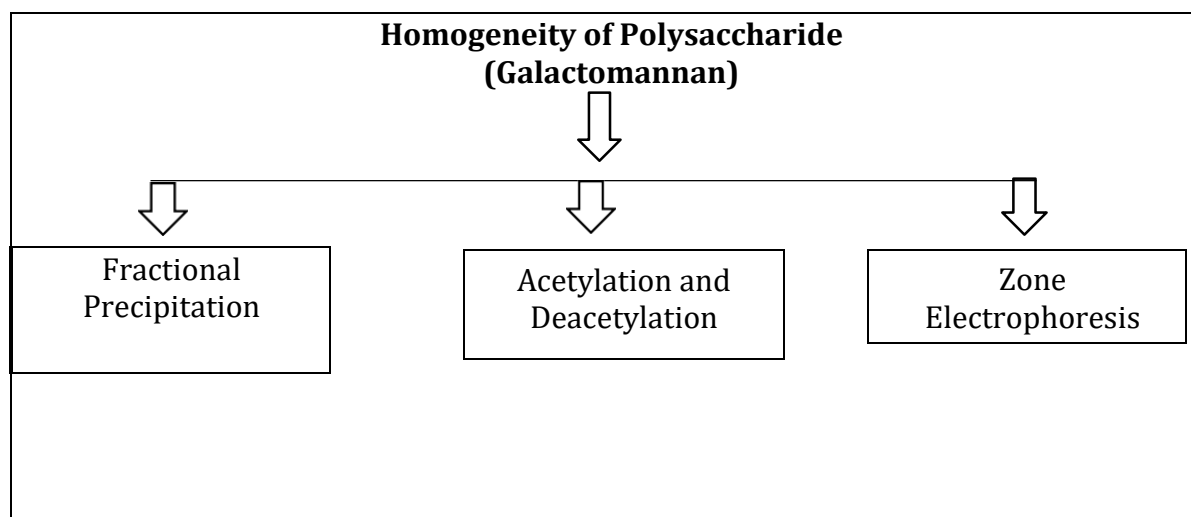 Homogeneity of Polysaccharide
(Galactomannan)
Fractional
Precipitation
Acetylation and
Deacetylation
Zone
Electrophoresis